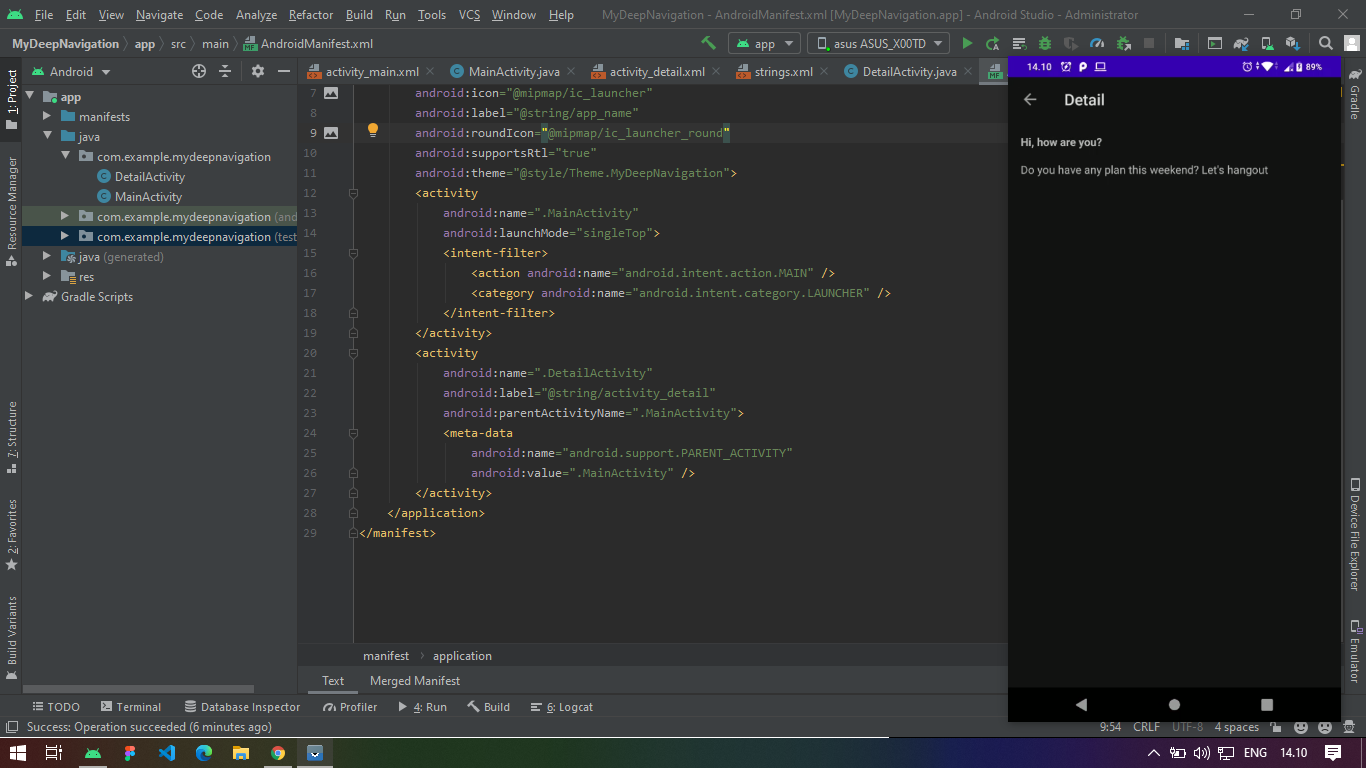 File Edit View Navigate Code Analyze Refactor Build Run Tools VCS Window Help MyDeepNavigation - AndroidManifest.xml [MyDeepNavigation.app] - Android Studio - Administrator
MyDeepNavigation app src main AndroidManifest.xml app asus ASUS_X00TD
Android activity_main.xml MainActivity.java activity_detail.xml strings.xml DetailActivity.java
1: Project
Resource Manager
7: Structure
2: Favorites
Build Variants
app
manifests
java
com.example.mydeepnavigation
DetailActivity
MainActivity
com.example.mydeepnavigation (and
com.example.mydeepnavigation (test
java (generated)
res
Gradle Scripts
7 android:icon="@mipmap/ic_launcher"
8 android:label="@string/app_name"
9 android:roundIcon="@mipmap/ic_launcher_round"
10 android:supportsRtl="true"
11 android:theme="@style/Theme.MyDeepNavigation">
12 <activity
13 android:name=".MainActivity"
14 android:launchMode="singleTop">
15 <intent-filter>
16 <action android:name="android.intent.action.MAIN" />
17 <category android:name="android.intent.category.LAUNCHER" />
18 </intent-filter>
19 </activity>
20 <activity
21 android:name=".DetailActivity"
22 android:label="@string/activity_detail"
23 android:parentActivityName=".MainActivity">
24 <meta-data
25 android:name="android.support.PARENT_ACTIVITY"
26 android:value=".MainActivity" />
27 </activity>
28 </application>
29 </manifest>
manifest application
Text Merged Manifest
14.10 89%
Detail
Hi, how are you?
Do you have any plan this weekend? Let's hangout
Gradle
Device File Explorer
Emulator
TODO Terminal Database Inspector Profiler 4: Run Build 6: Logcat
Success: Operation succeeded (6 minutes ago) 9:54 CRLF UTF-8 4 spaces
ENG 14.10